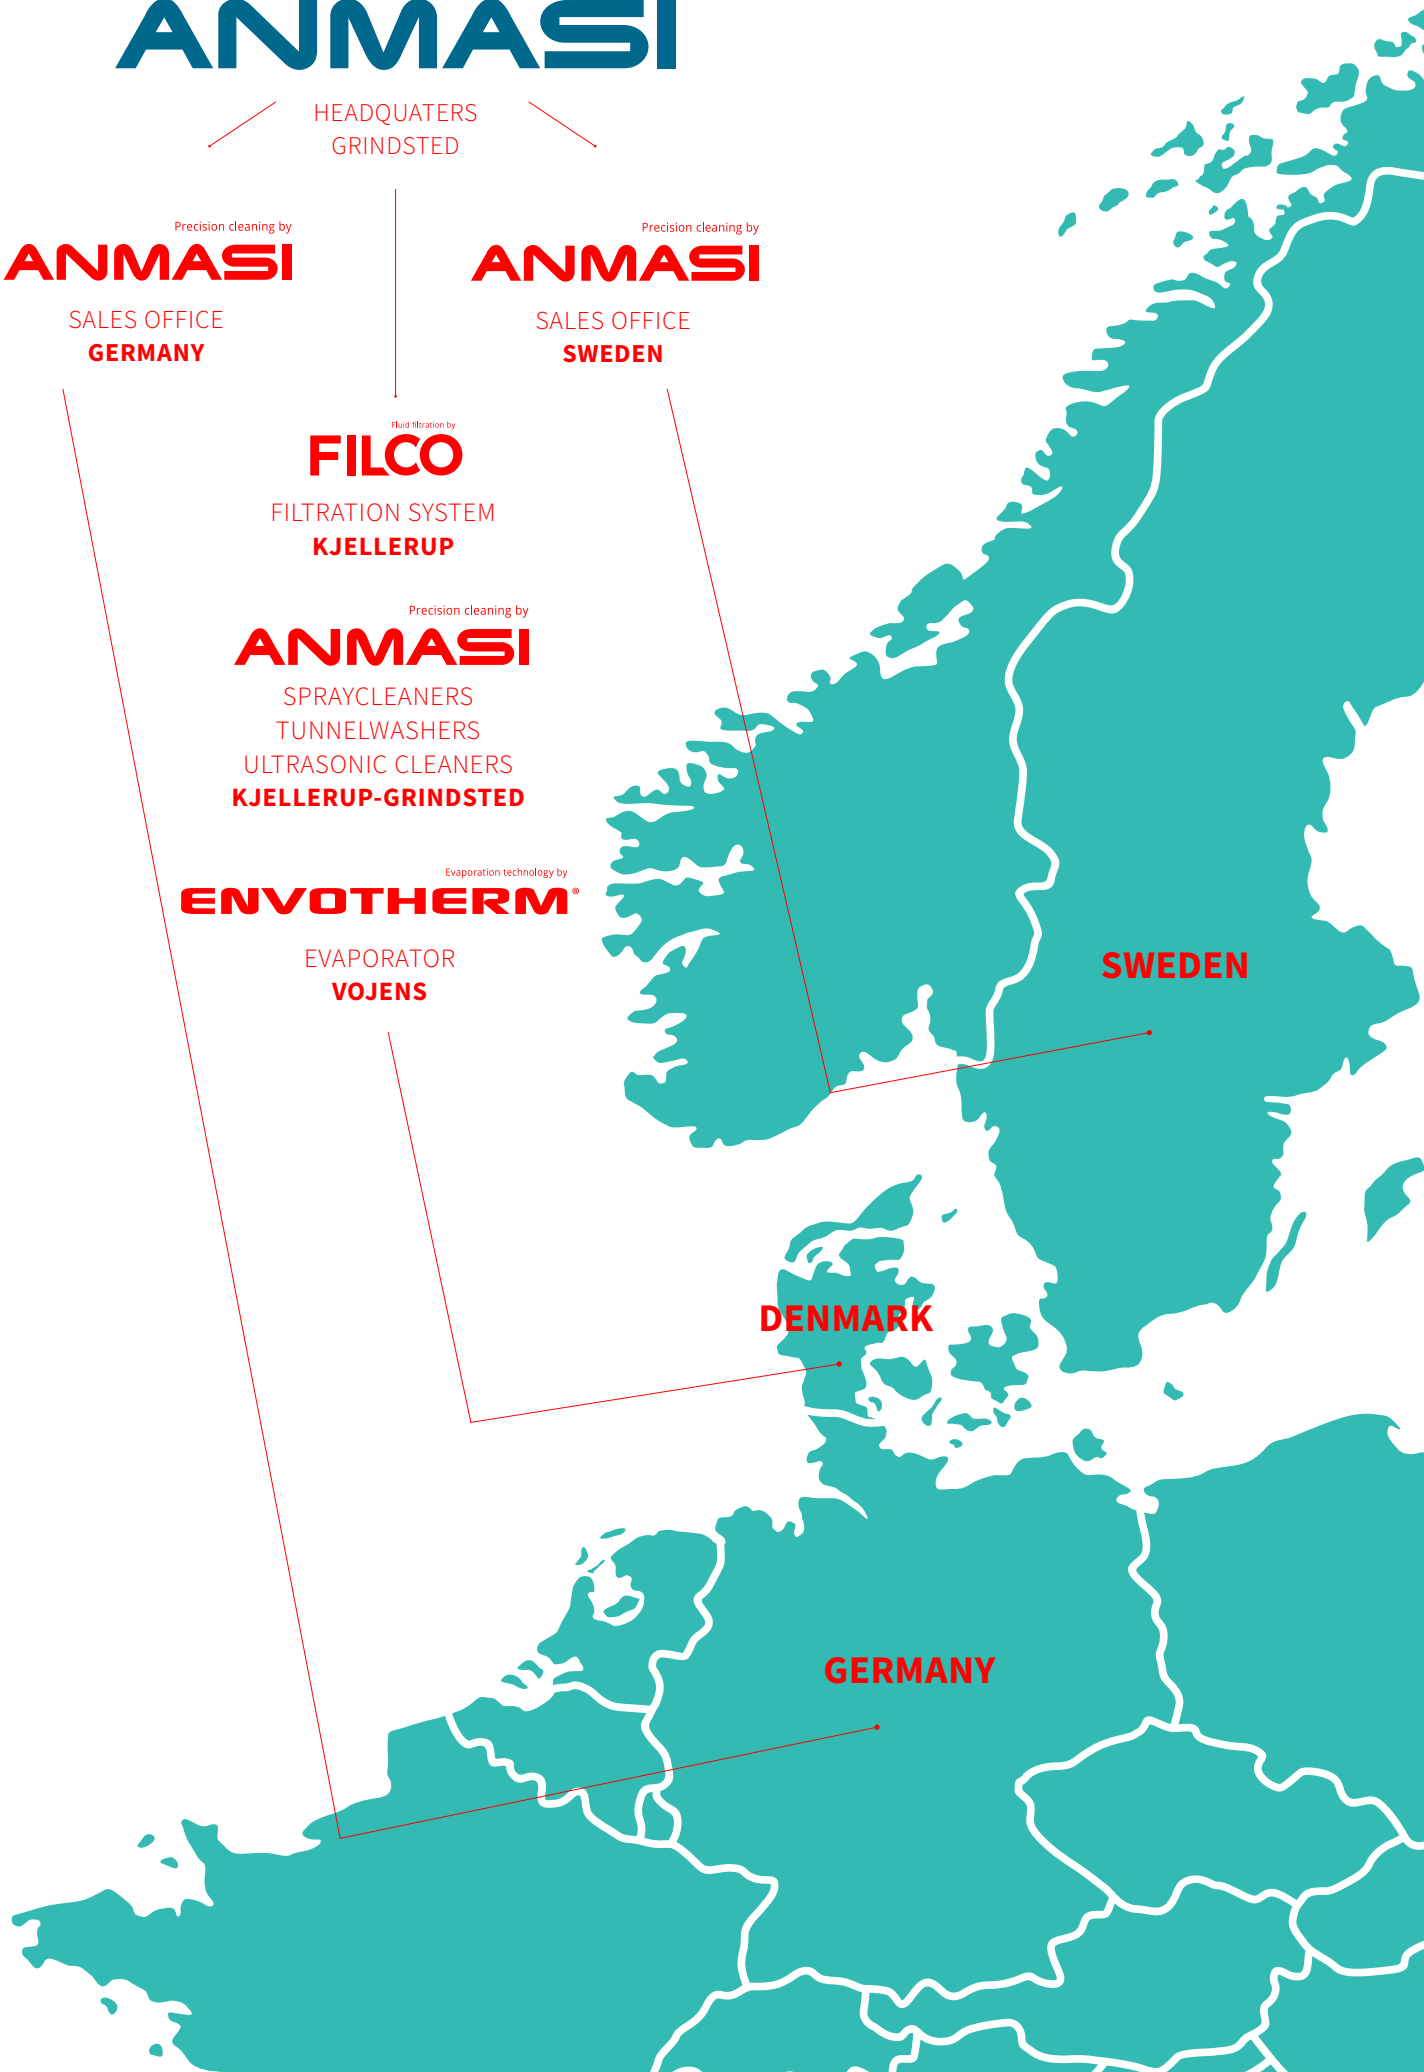 ANMASI
HEADQUATERS
GRINDSTED
Precision cleaning by
ANMASI
SALES OFFICE
GERMANY
Precision cleaning by
ANMASI
SALES OFFICE
SWEDEN
Fluid filtration by
FILCO
FILTRATION SYSTEM
KJELLERUP
Precision cleaning by
ANMASI
SPRAYCLEANERS
TUNNELWASHERS
ULTRASONIC CLEANERS
KJELLERUP-GRINDSTED
Evaporation technology by
ENVOTHERM®
EVAPORATOR
VOJENS
SWEDEN
DENMARK
GERMANY